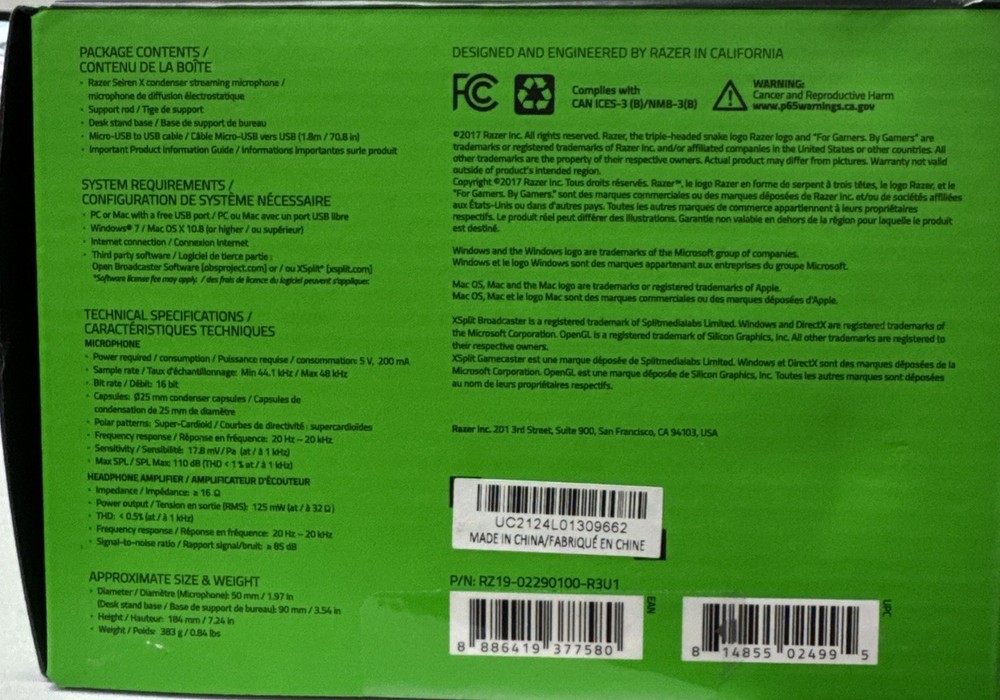 PACKAGE CONTENTS /
CONTENU DE LA BOÎTE
· Razer Seiren X condenser streaming microphone /
microphone de diffusion électrostatique
· Support rod / Tige de support
· Desk stand base / Base de support de bureau
· Micro-USB to USB cable / Câble Micro-USB vers USB (1.8m / 70.8 in)
· Important Product Information Guide / Informations importantes sur le produit
SYSTEM REQUIREMENTS /
CONFIGURATION DE SYSTÈME NÉCESSAIRE
· PC or Mac with a free USB port / PC ou Mac avec un port USB libre
· Windows® 7 / Mac OS X 10.8 (or higher / ou supérieur)
· Internet connection / Connexion internet
· Third party software / Logiciel de tierce partie :
Open Broadcaster Software [obsproject.com] or / ou XSplit* [xsplit.com]
*Software license fee may apply. / des frais de licence du logiciel peuvent s'appliquer.
TECHNICAL SPECIFICATIONS /
CARACTÉRISTIQUES TECHNIQUES
MICROPHONE
· Power required / consumption / Puissance requise / consommation: 5 V, 200 mA
· Sample rate / Taux d'échantillonnage: Min 44.1 kHz / Max 48 kHz
· Bit rate / Débit: 16 bit
· Capsules: Ø25 mm condenser capsules / Capsules de
condensation de 25 mm de diamètre
· Polar patterns: Super-Cardioid / Courbes de directivité : supercardioïdes
· Frequency response / Réponse en fréquence: 20 Hz – 20 kHz
· Sensitivity / Sensibilité: 17.8 mV / Pa (at / à 1 kHz)
· Max SPL / SPL Max: 110 dB (THD < 1 % at / à 1 kHz)
HEADPHONE AMPLIFIER / AMPLIFICATEUR D'ÉCOUTEUR
· Impedance / Impédance: ≥ 16 Ω
· Power output / Tension en sortie (RMS): 125 mW (at / à 32 Ω)
· THD: < 0.5% (at / à 1 kHz)
· Frequency response / Réponse en fréquence: 20 Hz – 20 kHz
· Signal-to-noise ratio / Rapport signal/bruit: ≥ 85 dB
APPROXIMATE SIZE & WEIGHT
· Diameter / Diamètre (Microphone): 50 mm / 1.97 in
(Desk stand base / Base de support de bureau): 90 mm / 3.54 in
· Height / Hauteur: 184 mm / 7.24 in
· Weight / Poids: 383 g / 0.84 lbs
DESIGNED AND ENGINEERED BY RAZER IN CALIFORNIA
FC
Complies with
CAN ICES-3 (B)/NMB-3(B)
WARNING:
Cancer and Reproductive Harm
www.p65warnings.ca.gov
©2017 Razer Inc. All rights reserved. Razer, the triple-headed snake logo Razer logo and "For Gamers. By Gamers" are
trademarks or registered trademarks of Razer Inc. and/or affiliated companies in the United States or other countries. All
other trademarks are the property of their respective owners. Actual product may differ from pictures. Warranty not valid
outside of product's intended region.
Copyright ©2017 Razer Inc. Tous droits réservés. Razer™, le logo Razer en forme de serpent à trois têtes, le logo Razer, et le
"For Gamers. By Gamers." sont des marques commerciales ou des marques déposées de Razer Inc. et/ou de sociétés affiliées
aux États-Unis ou dans d'autres pays. Toutes les autres marques de commerce appartiennent à leurs propriétaires
respectifs. Le produit réel peut différer des illustrations. Garantie non valable en dehors de la région pour laquelle le produit
est destiné.
Windows and the Windows logo are trademarks of the Microsoft group of companies.
Windows et le logo Windows sont des marques appartenant aux entreprises du groupe Microsoft.
Mac OS, Mac and the Mac logo are trademarks or registered trademarks of Apple.
Mac OS, Mac et le logo Mac sont des marques commerciales ou des marques déposées d'Apple.
XSplit Broadcaster is a registered trademark of Splitmedialabs Limited. Windows and DirectX are registered trademarks of
the Microsoft Corporation. OpenGL is a registered trademark of Silicon Graphics, Inc. All other trademarks are registered to
their respective owners.
XSplit Gamecaster est une marque déposée de Splitmedialabs Limited. Windows et DirectX sont des marques déposées de la
Microsoft Corporation. OpenGL est une marque déposée de Silicon Graphics, Inc. Toutes les autres marques sont déposées
au nom de leurs propriétaires respectifs.
Razer Inc. 201 3rd Street, Suite 900, San Francisco, CA 94103, USA
UC2124L01309662
MADE IN CHINA/FABRIQUÉ EN CHINE
P/N: RZ19-02290100-R3U1
EAN
8 886419 377580
UPC
8 14855 02499 5